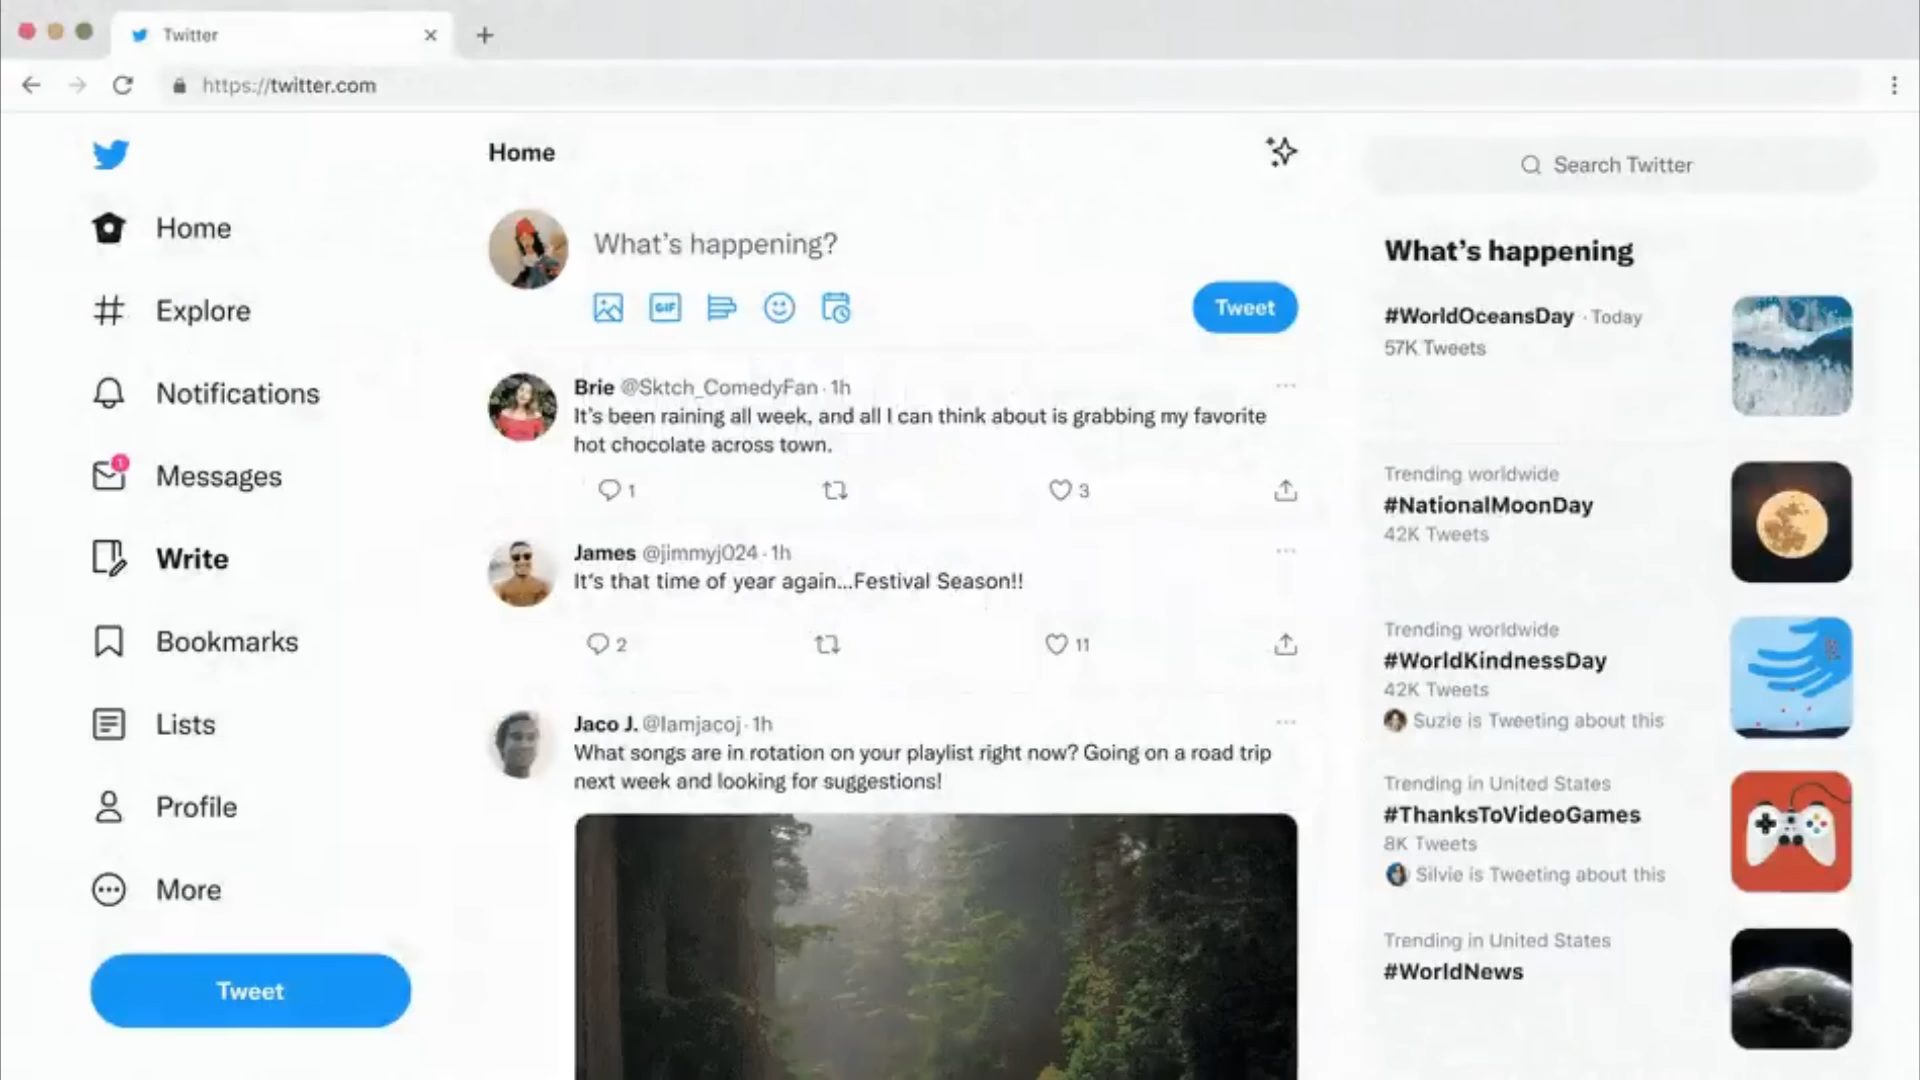 Twitter
https://twitter.com
Home
Explore
Notifications
1
Messages
Write
Bookmarks
Lists
Profile
More
Tweet
Home
What's happening?
GIF
Tweet
Brie @Sktch_ComedyFan · 1h
It's been raining all week, and all I can think about is grabbing my favorite
hot chocolate across town.
1
3
James @jimmyj024 · 1h
It's that time of year again...Festival Season!!
2
11
Jaco J. @Iamjacoj · 1h
What songs are in rotation on your playlist right now? Going on a road trip
next week and looking for suggestions!
Search Twitter
What's happening
#WorldOceansDay · Today
57K Tweets
Trending worldwide
#NationalMoonDay
42K Tweets
Trending worldwide
#WorldKindnessDay
42K Tweets
Suzie is Tweeting about this
Trending in United States
#ThanksToVideoGames
8K Tweets
Silvie is Tweeting about this
Trending in United States
#WorldNews